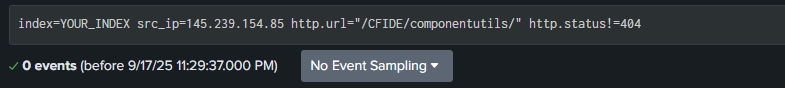 index=YOUR_INDEX src_ip=145.239.154.85 http.url="/CFIDE/componentutils/" http.status!=404
✓ 0 events (before 9/17/25 11:29:37.000 PM) No Event Sampling ▾